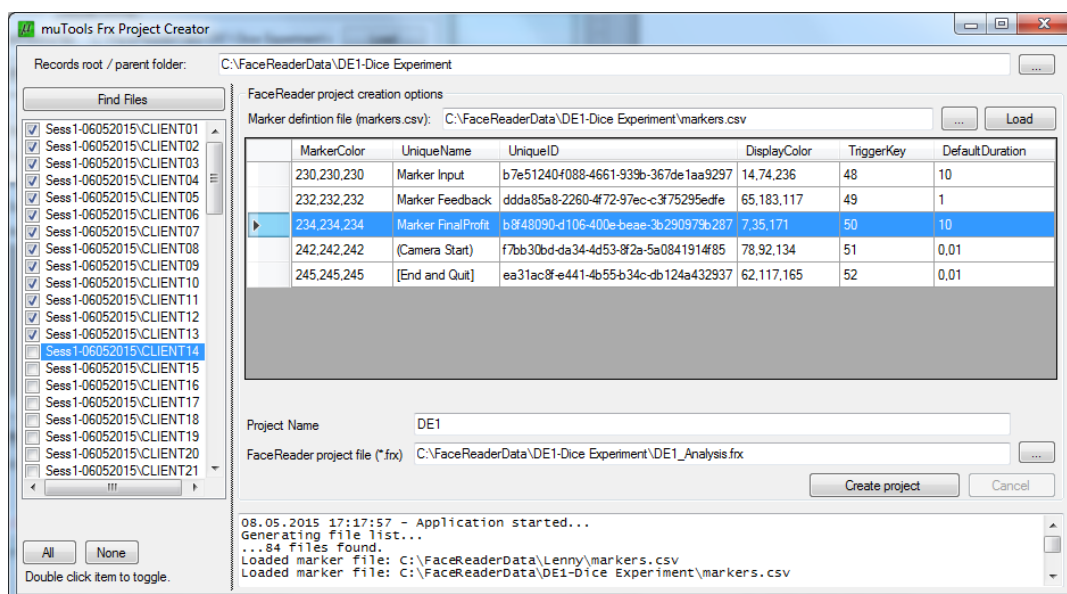 muTools Frx Project Creator
Records root / parent folder: C:\FaceReaderData\DE1-Dice Experiment ...
Find Files
Sess1-06052015\CLIENT01
Sess1-06052015\CLIENT02
Sess1-06052015\CLIENT03
Sess1-06052015\CLIENT04
Sess1-06052015\CLIENT05
Sess1-06052015\CLIENT06
Sess1-06052015\CLIENT07
Sess1-06052015\CLIENT08
Sess1-06052015\CLIENT09
Sess1-06052015\CLIENT10
Sess1-06052015\CLIENT11
Sess1-06052015\CLIENT12
Sess1-06052015\CLIENT13
Sess1-06052015\CLIENT14
Sess1-06052015\CLIENT15
Sess1-06052015\CLIENT16
Sess1-06052015\CLIENT17
Sess1-06052015\CLIENT18
Sess1-06052015\CLIENT19
Sess1-06052015\CLIENT20
Sess1-06052015\CLIENT21
All None
Double click item to toggle.
FaceReader project creation options
Marker defintion file (markers.csv): C:\FaceReaderData\DE1-Dice Experiment\markers.csv ... Load
MarkerColor UniqueName UniqueID DisplayColor TriggerKey DefaultDuration
230,230,230 Marker Input b7e51240-f088-4661-939b-367de1aa9297 14,74,236 48 10
232,232,232 Marker Feedback ddda85a8-2260-4f72-97ec-c3f75295edfe 65,183,117 49 1
234,234,234 Marker FinalProfit b8f48090-d106-400e-beae-3b290979b287 7,35,171 50 10
242,242,242 (Camera Start) f7bb30bd-da34-4d53-8f2a-5a0841914f85 78,92,134 51 0,01
245,245,245 [End and Quit] ea31ac8f-e441-4b55-b34c-db124a432937 62,117,165 52 0,01
Project Name DE1
FaceReader project file (*.frx) C:\FaceReaderData\DE1-Dice Experiment\DE1_Analysis.frx ...
Create project Cancel
08.05.2015 17:17:57 - Application started...
Generating file list...
...84 files found.
Loaded marker file: C:\FaceReaderData\Lenny\markers.csv
Loaded marker file: C:\FaceReaderData\DE1-Dice Experiment\markers.csv